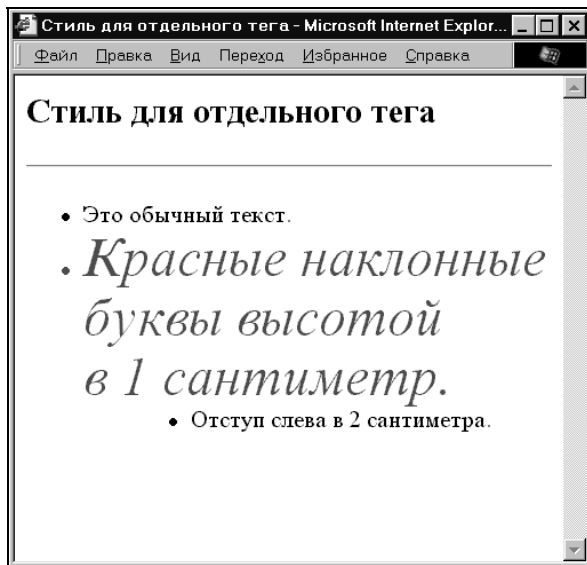 Стиль для отдельного тега - Microsoft Internet Explor...
Файл Правка Вид Переход Избранное Справка
Стиль для отдельного тега
Это обычный текст.
Красные наклонные
буквы высотой
в 1 сантиметр.
Отступ слева в 2 сантиметра.